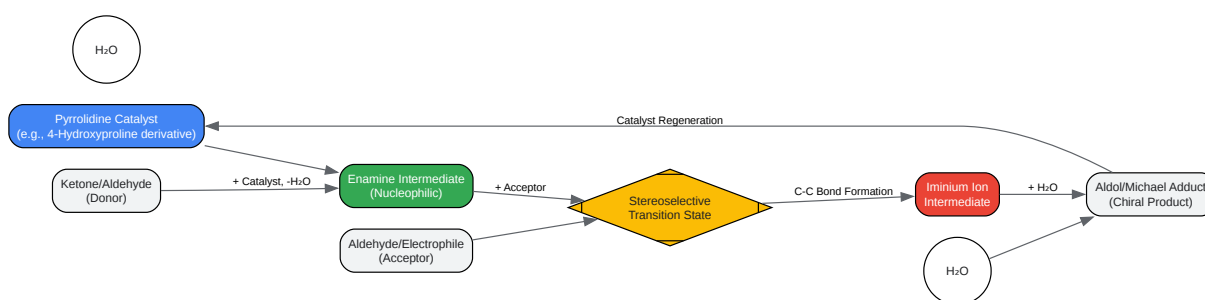 H₂O
Pyrrolidine Catalyst
(e.g., 4-Hydroxyproline derivative)
Catalyst Regeneration
Ketone/Aldehyde
(Donor)
+ Catalyst, -H₂O
Enamine Intermediate
(Nucleophilic)
+ Acceptor
Aldehyde/Electrophile
(Acceptor)
Stereoselective
Transition State
C-C Bond Formation
Iminium Ion
Intermediate
+ H₂O
Aldol/Michael Adduct
(Chiral Product)
H₂O